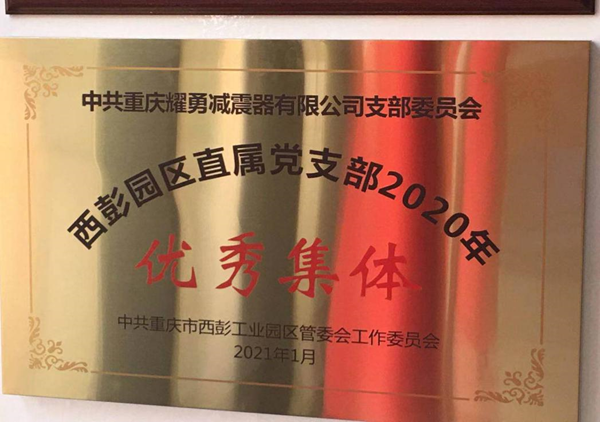 中共重庆耀勇减震器有限公司支部委员会
西彭园区直属党支部2020年
优秀集体
中共重庆市西彭工业园区管委会工作委员会
2021年1月